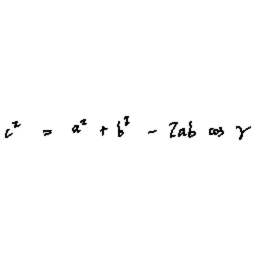 c² = a² + b² - 2ab cos γ